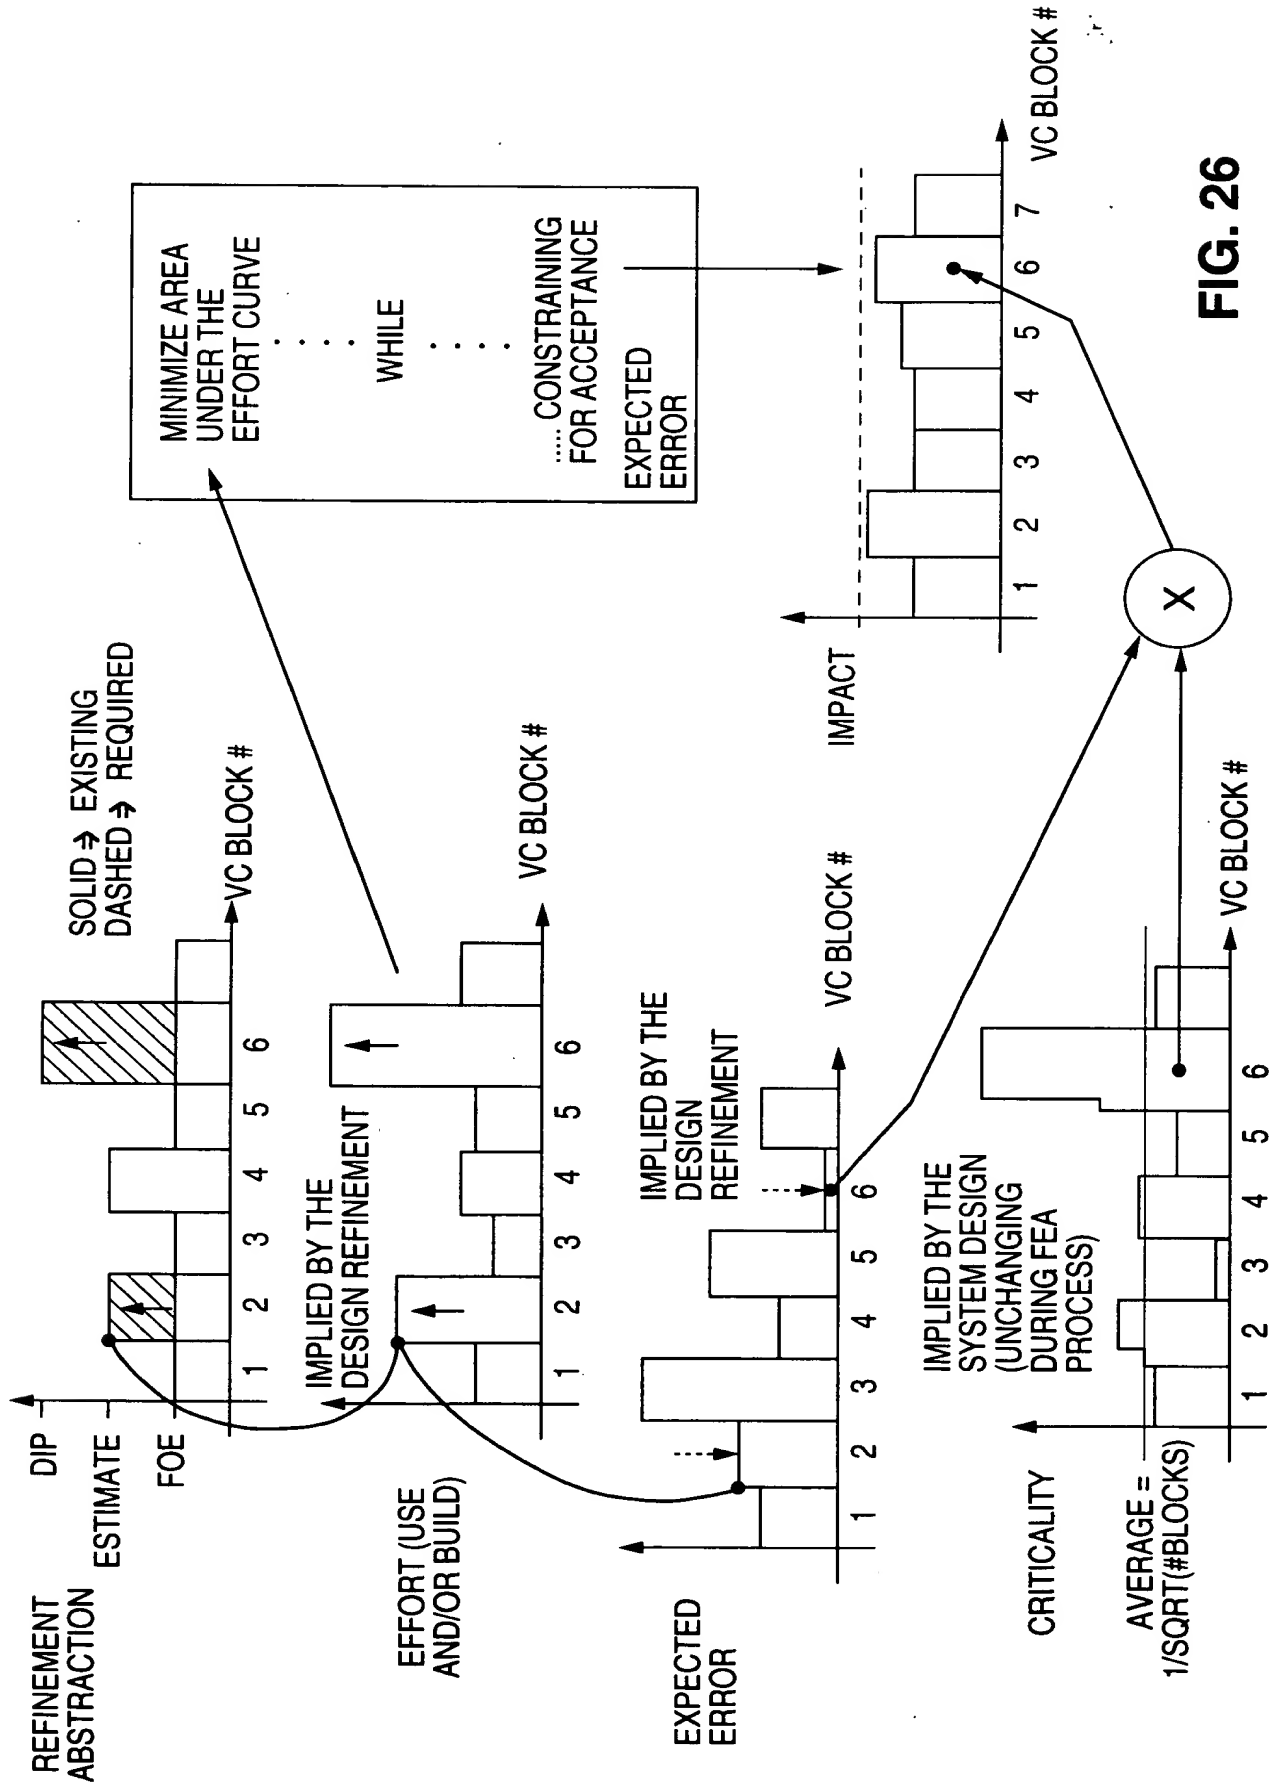 REFINEMENT
ABSTRACTION
DIP
ESTIMATE
FOE
1 2 3 4 5 6
VC BLOCK #
SOLID ⇒ EXISTING
DASHED ⇒ REQUIRED
EFFORT (USE
AND/OR BUILD)
IMPLIED BY THE
DESIGN REFINEMENT
1 2 3 4 5 6
VC BLOCK #
MINIMIZE AREA
UNDER THE
EFFORT CURVE
. . . .
WHILE
. . . .
..... CONSTRAINING
FOR ACCEPTANCE
EXPECTED
ERROR
EXPECTED
ERROR
IMPLIED BY THE
DESIGN
REFINEMENT
1 2 3 4 5 6
VC BLOCK #
IMPACT
1 2 3 4 5 6 7
VC BLOCK #
CRITICALITY
AVERAGE =
1/SQRT(#BLOCKS)
IMPLIED BY THE
SYSTEM DESIGN
(UNCHANGING
DURING FEA
PROCESS)
1 2 3 4 5 6
VC BLOCK #
X
FIG. 26